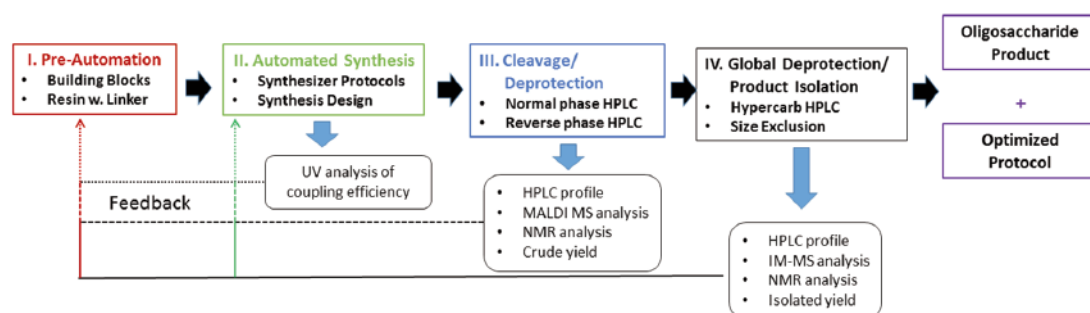 I. Pre-Automation
• Building Blocks
• Resin w. Linker
II. Automated Synthesis
• Synthesizer Protocols
• Synthesis Design
III. Cleavage/
Deprotection
• Normal phase HPLC
• Reverse phase HPLC
IV. Global Deprotection/
Product Isolation
• Hypercarb HPLC
• Size Exclusion
Oligosaccharide
Product
+
Optimized
Protocol
UV analysis of
coupling efficiency
Feedback
• HPLC profile
• MALDI MS analysis
• NMR analysis
• Crude yield
• HPLC profile
• IM-MS analysis
• NMR analysis
• Isolated yield